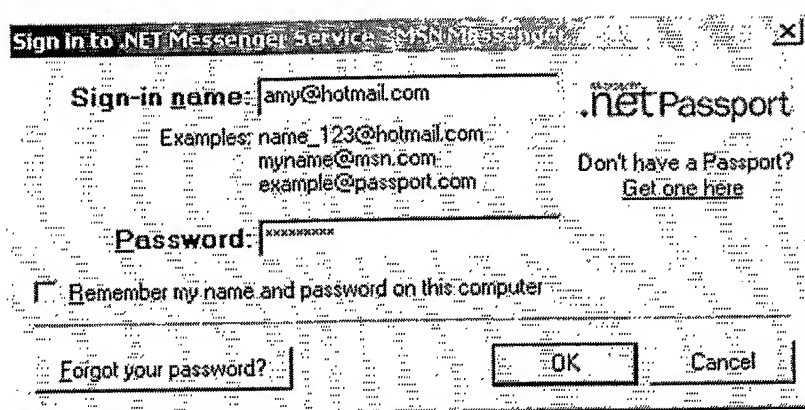 Sign in to .NET Messenger Service - MSN Messenger
Sign-in name: amy@hotmail.com
Examples: name_123@hotmail.com
myname@msn.com
example@passport.com
.net Passport
Don't have a Passport?
Get one here
Password: xxxxxxxxx
Remember my name and password on this computer
Forgot your password?
OK
Cancel